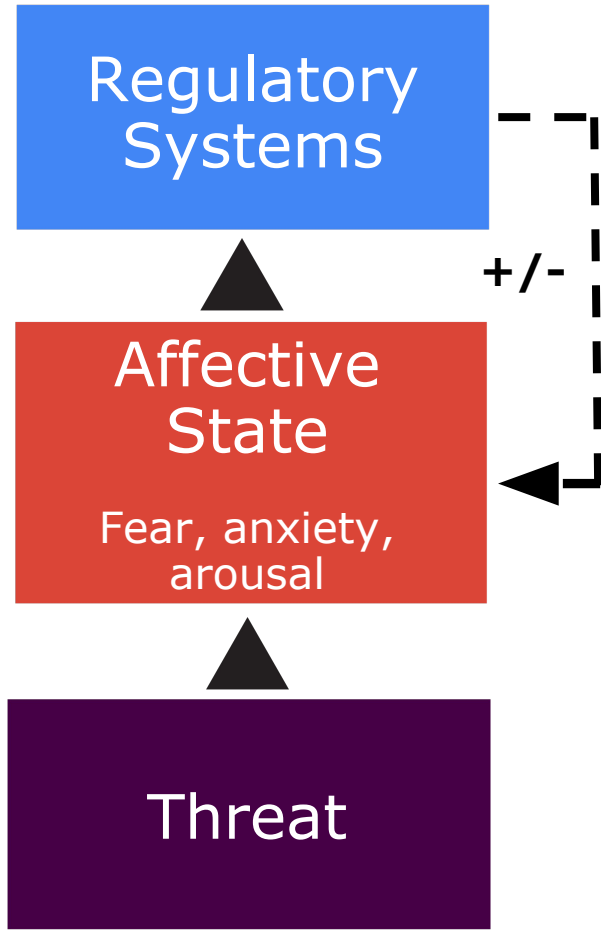 Regulatory
Systems
+/-
Affective
State
Fear, anxiety,
arousal
Threat